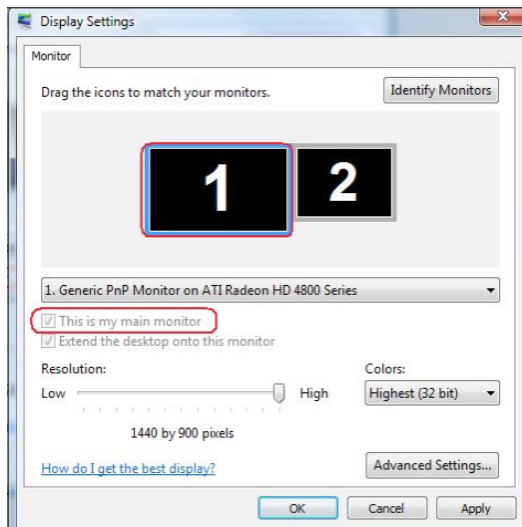 Display Settings
Monitor
Drag the icons to match your monitors.
Identify Monitors
1
2
1. Generic PnP Monitor on ATI Radeon HD 4800 Series
This is my main monitor
Extend the desktop onto this monitor
Resolution:
Colors:
Low
High
Highest (32 bit)
1440 by 900 pixels
How do I get the best display?
Advanced Settings...
OK
Cancel
Apply